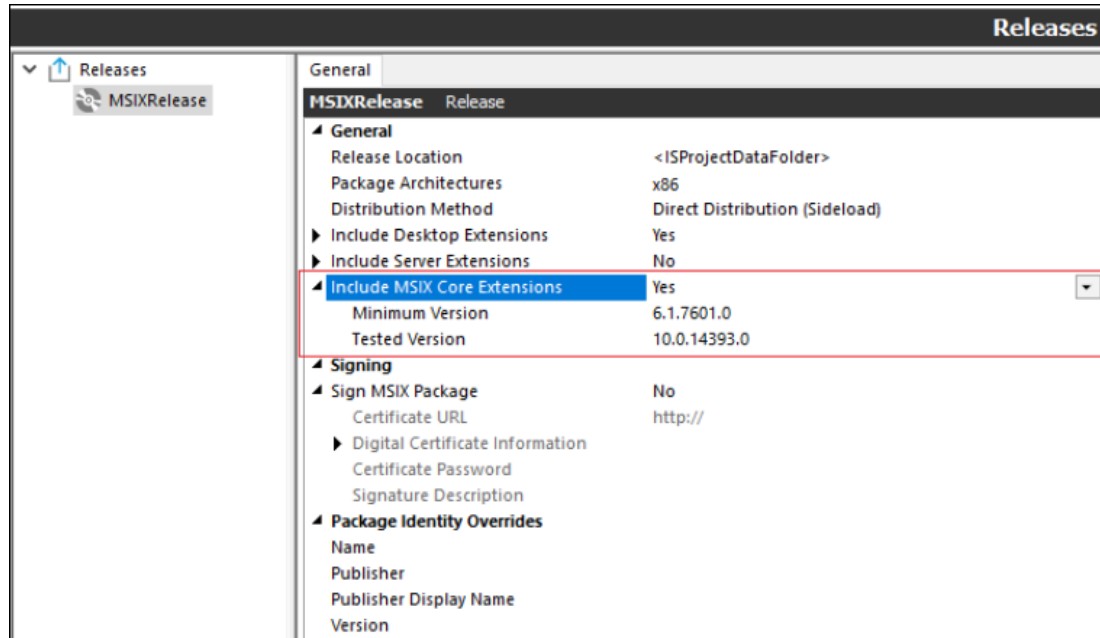 Releases
Releases
MSIXRelease
General
MSIXRelease Release
General
Release Location <ISProjectDataFolder>
Package Architectures x86
Distribution Method Direct Distribution (Sideload)
Include Desktop Extensions Yes
Include Server Extensions No
Include MSIX Core Extensions Yes
Minimum Version 6.1.7601.0
Tested Version 10.0.14393.0
Signing
Sign MSIX Package No
Certificate URL http://
Digital Certificate Information
Certificate Password
Signature Description
Package Identity Overrides
Name
Publisher
Publisher Display Name
Version